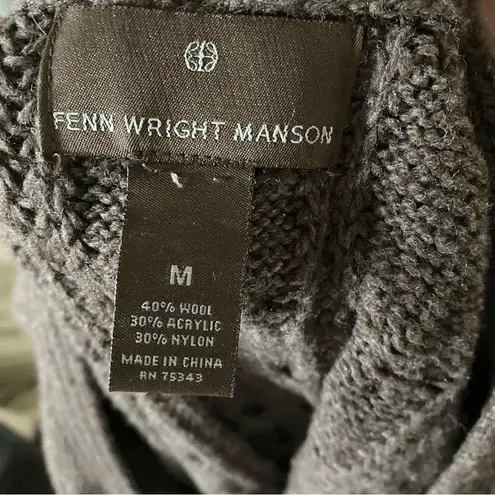 FENN WRIGHT MANSON
M
40% WOOL
30% ACRYLIC
30% NYLON
MADE IN CHINA
RN 75343